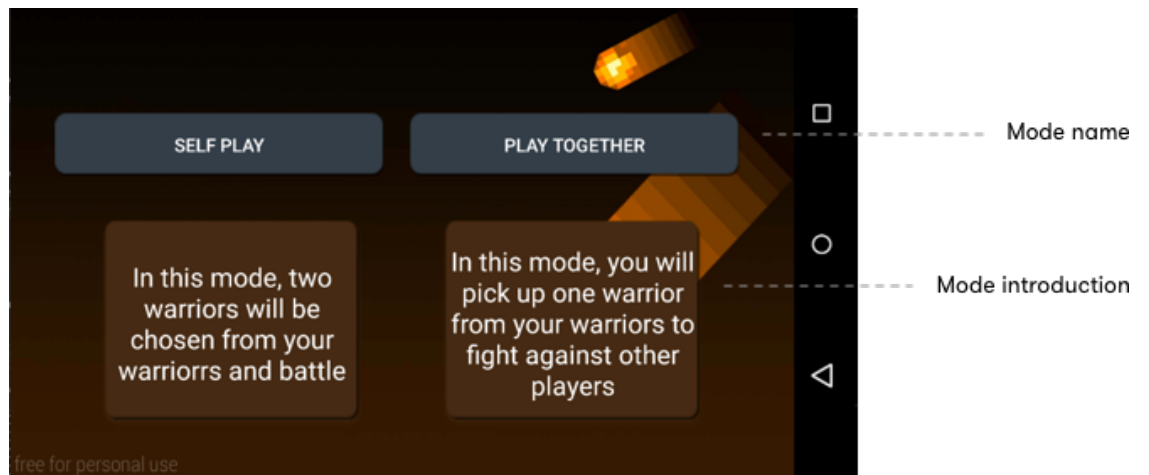 SELF PLAY
PLAY TOGETHER
Mode name
In this mode, two
warriors will be
chosen from your
warriorrs and battle
In this mode, you will
pick up one warrior
from your warriors to
fight against other
players
Mode introduction
free for personal use